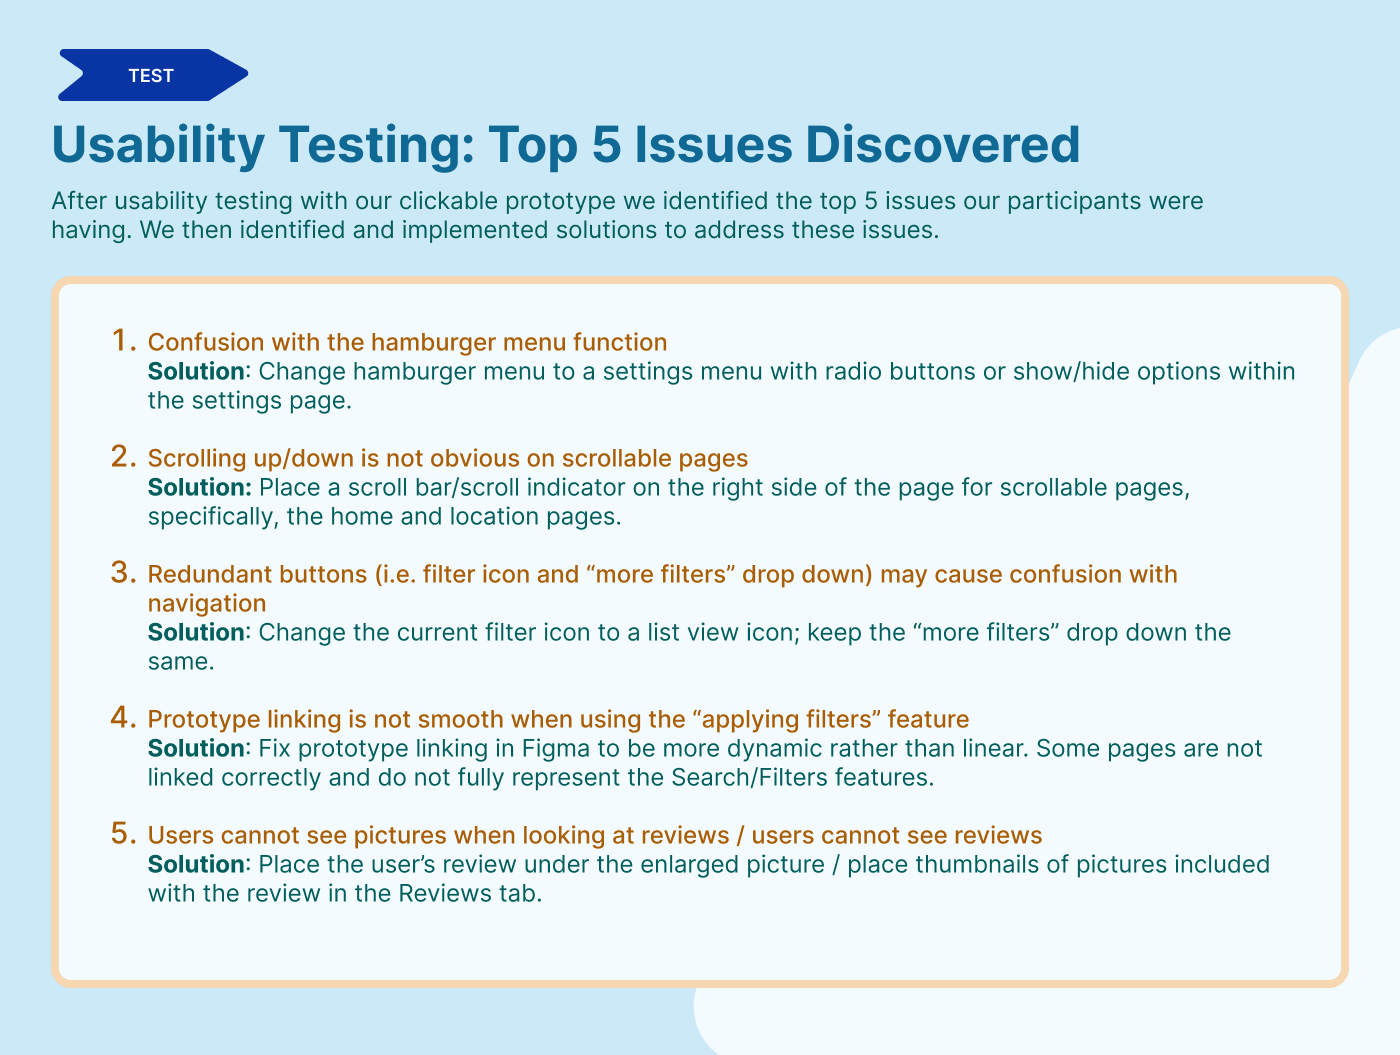 TEST
Usability Testing: Top 5 Issues Discovered
After usability testing with our clickable prototype we identified the top 5 issues our participants were
having. We then identified and implemented solutions to address these issues.
1. Confusion with the hamburger menu function
Solution: Change hamburger menu to a settings menu with radio buttons or show/hide options within
the settings page.
2. Scrolling up/down is not obvious on scrollable pages
Solution: Place a scroll bar/scroll indicator on the right side of the page for scrollable pages,
specifically, the home and location pages.
3. Redundant buttons (i.e. filter icon and “more filters” drop down) may cause confusion with
navigation
Solution: Change the current filter icon to a list view icon; keep the “more filters” drop down the
same.
4. Prototype linking is not smooth when using the “applying filters” feature
Solution: Fix prototype linking in Figma to be more dynamic rather than linear. Some pages are not
linked correctly and do not fully represent the Search/Filters features.
5. Users cannot see pictures when looking at reviews / users cannot see reviews
Solution: Place the user’s review under the enlarged picture / place thumbnails of pictures included
with the review in the Reviews tab.